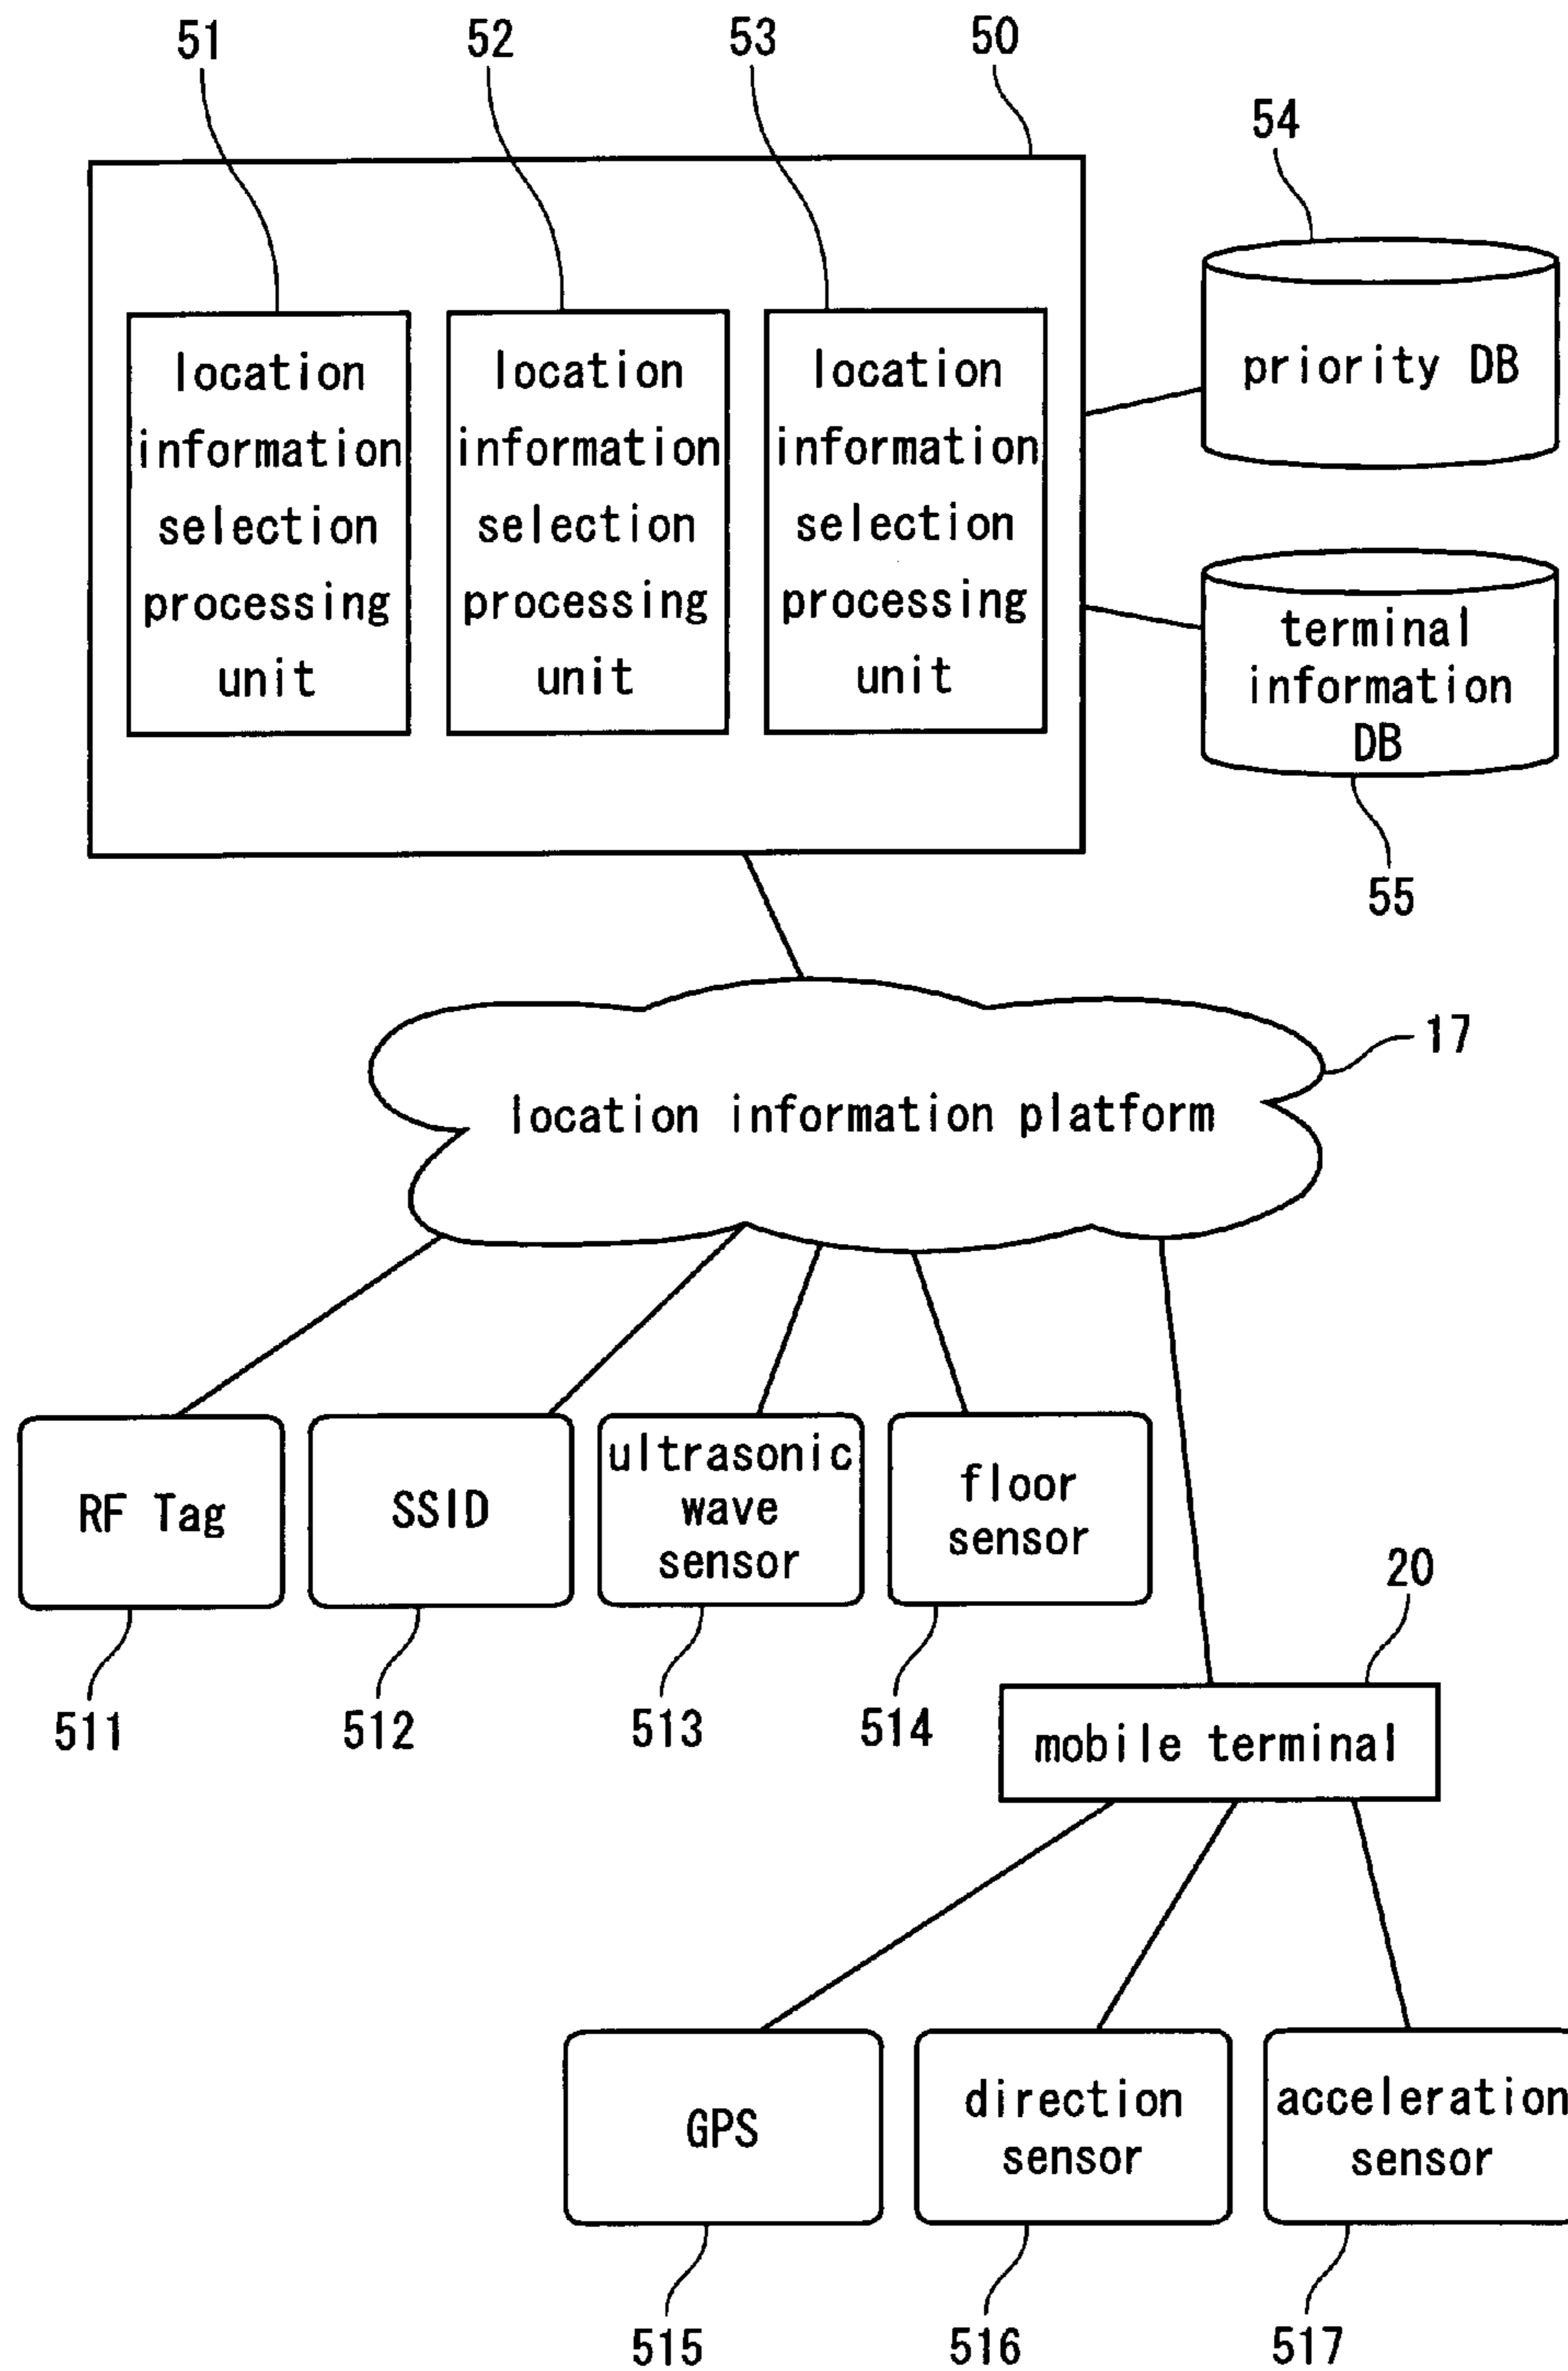 51
52
53
50
54
location
information
selection
processing
unit
location
information
selection
processing
unit
location
information
selection
processing
unit
priority DB
terminal
information
DB
55
17
location information platform
RF Tag
SSID
ultrasonic
wave
sensor
floor
sensor
511
512
513
514
20
mobile terminal
GPS
direction
sensor
acceleration
sensor
515
516
517